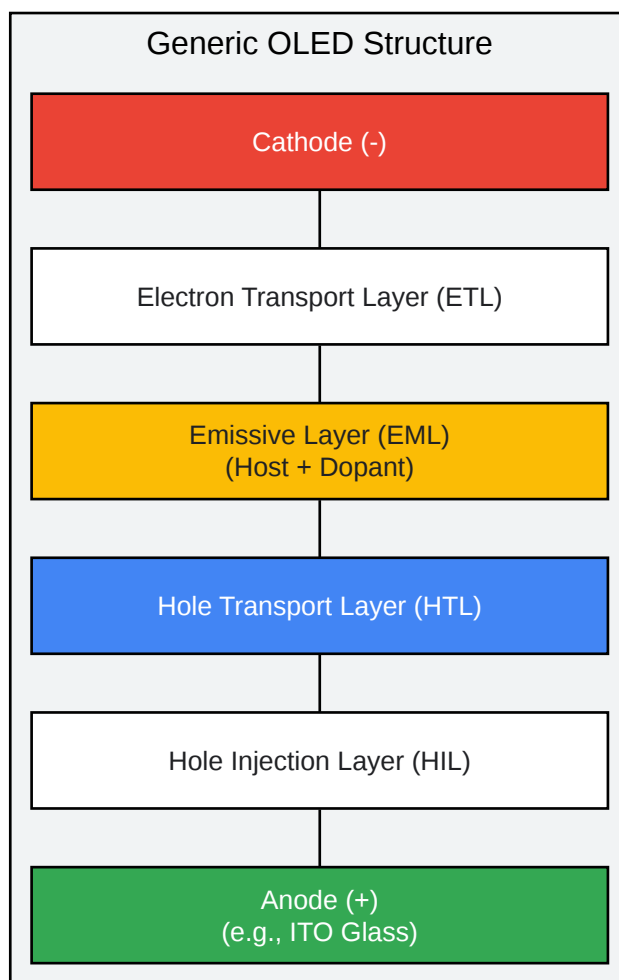 Generic OLED Structure
Cathode (-)
Electron Transport Layer (ETL)
Emissive Layer (EML)
(Host + Dopant)
Hole Transport Layer (HTL)
Hole Injection Layer (HIL)
Anode (+)
(e.g., ITO Glass)